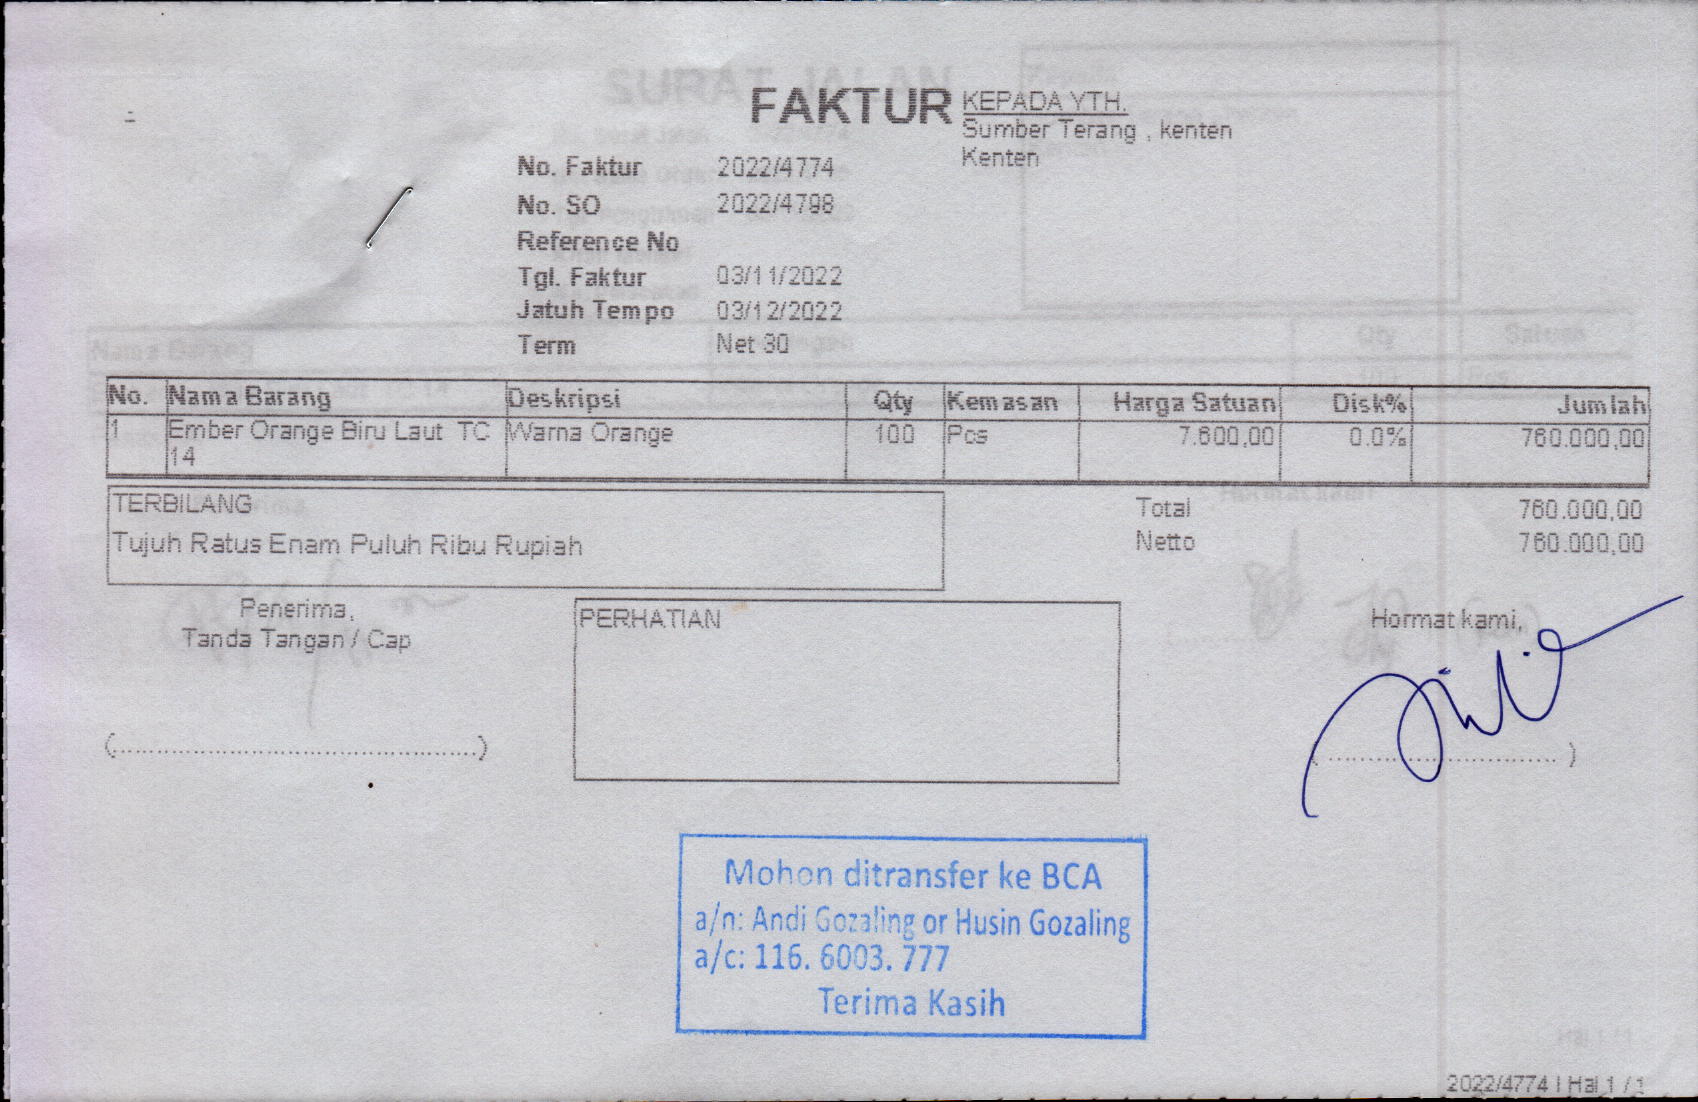 FAKTUR
KEPADA YTH.
Sumber Terang , kenten
Kenten
No. Faktur 2022/4774
No. SO 2022/4798
Reference No
Tgl. Faktur 03/11/2022
Jatuh Tempo 03/12/2022
Term Net 30
No. Nama Barang Deskripsi Qty Kemasan Harga Satuan Disk% Jumlah
1 Ember Orange Biru Laut TC Warna Orange 100 Pcs 7.600,00 0.0% 760.000,00
14
TERBILANG
Tujuh Ratus Enam Puluh Ribu Rupiah
Total 760.000,00
Netto 760.000,00
Penerima,
Tanda Tangan / Cap
(..................................................)
PERHATIAN
Hormat kami,
(.................................)
Mohon ditransfer ke BCA
a/n: Andi Gozaling or Husin Gozaling
a/c: 116. 6003. 777
Terima Kasih
2022/4774 | Hal 1 / 1